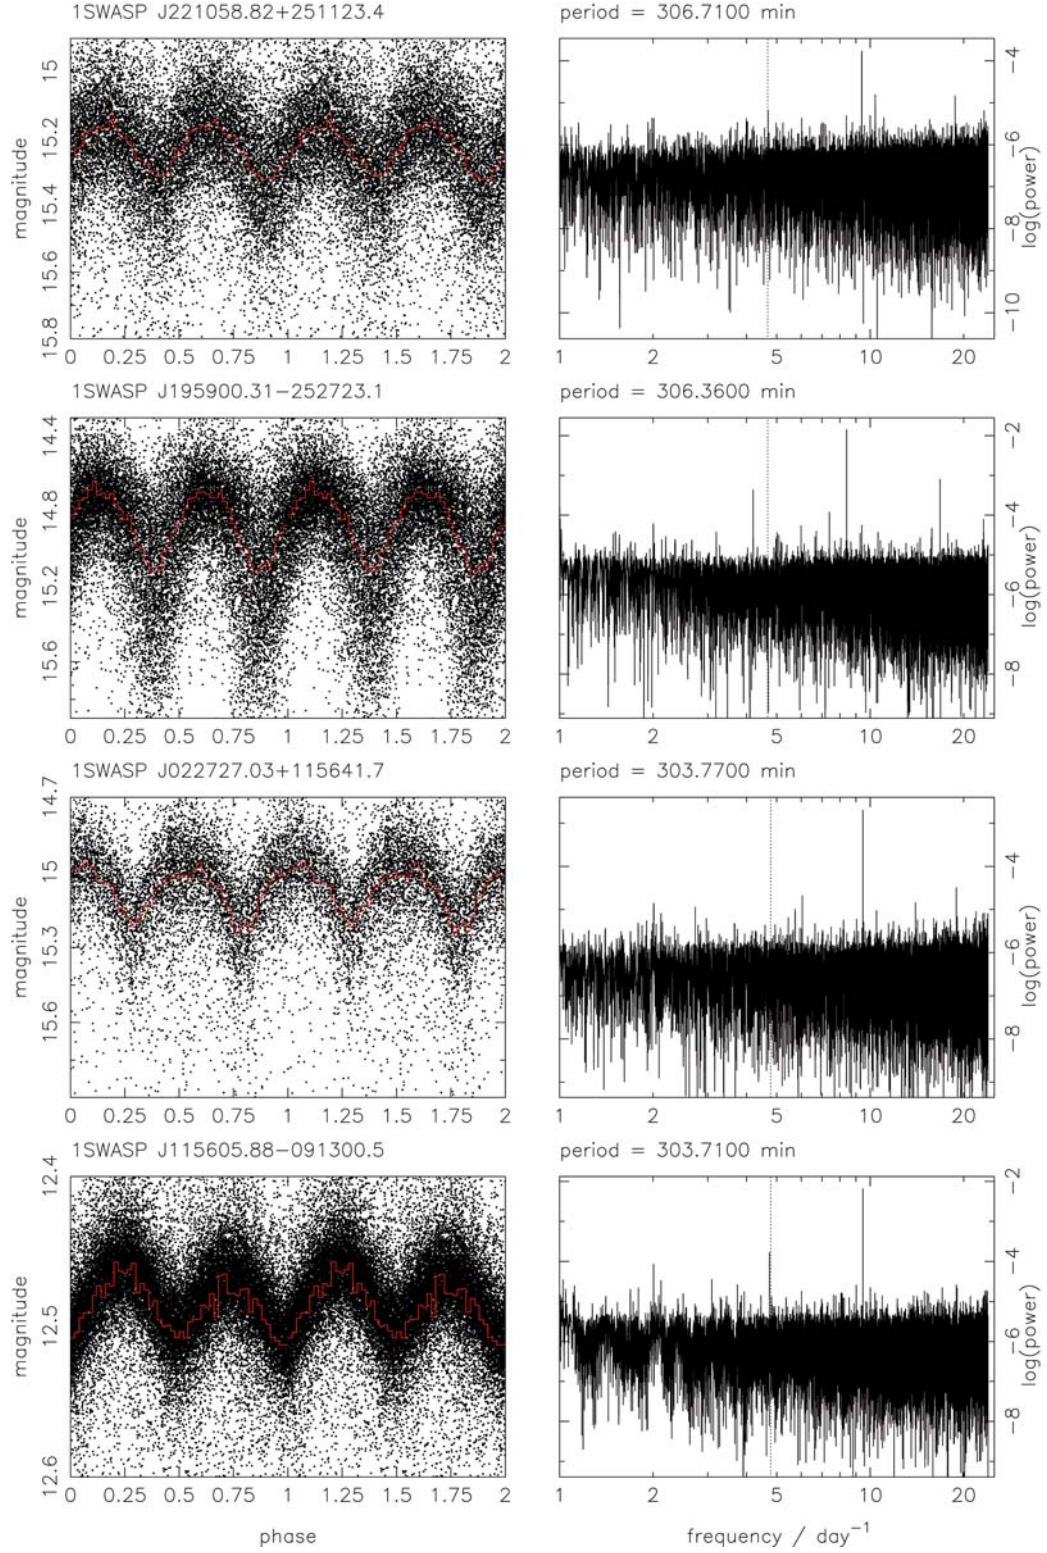 1SWASP J221058.82+251123.4
period = 306.7100 min
magnitude
15
15.2
15.4
15.6
15.8
0 0.25 0.5 0.75 1 1.25 1.5 1.75 2
log(power)
−4
−6
−8
−10
1 2 5 10 20
1SWASP J195900.31−252723.1
period = 306.3600 min
magnitude
14.4
14.8
15.2
15.6
0 0.25 0.5 0.75 1 1.25 1.5 1.75 2
log(power)
−2
−4
−6
−8
1 2 5 10 20
1SWASP J022727.03+115641.7
period = 303.7700 min
magnitude
14.7
15
15.3
15.6
0 0.25 0.5 0.75 1 1.25 1.5 1.75 2
log(power)
−4
−6
−8
1 2 5 10 20
1SWASP J115605.88−091300.5
period = 303.7100 min
magnitude
12.4
12.5
12.6
0 0.25 0.5 0.75 1 1.25 1.5 1.75 2
log(power)
−2
−4
−6
−8
1 2 5 10 20
phase
frequency / day⁻¹